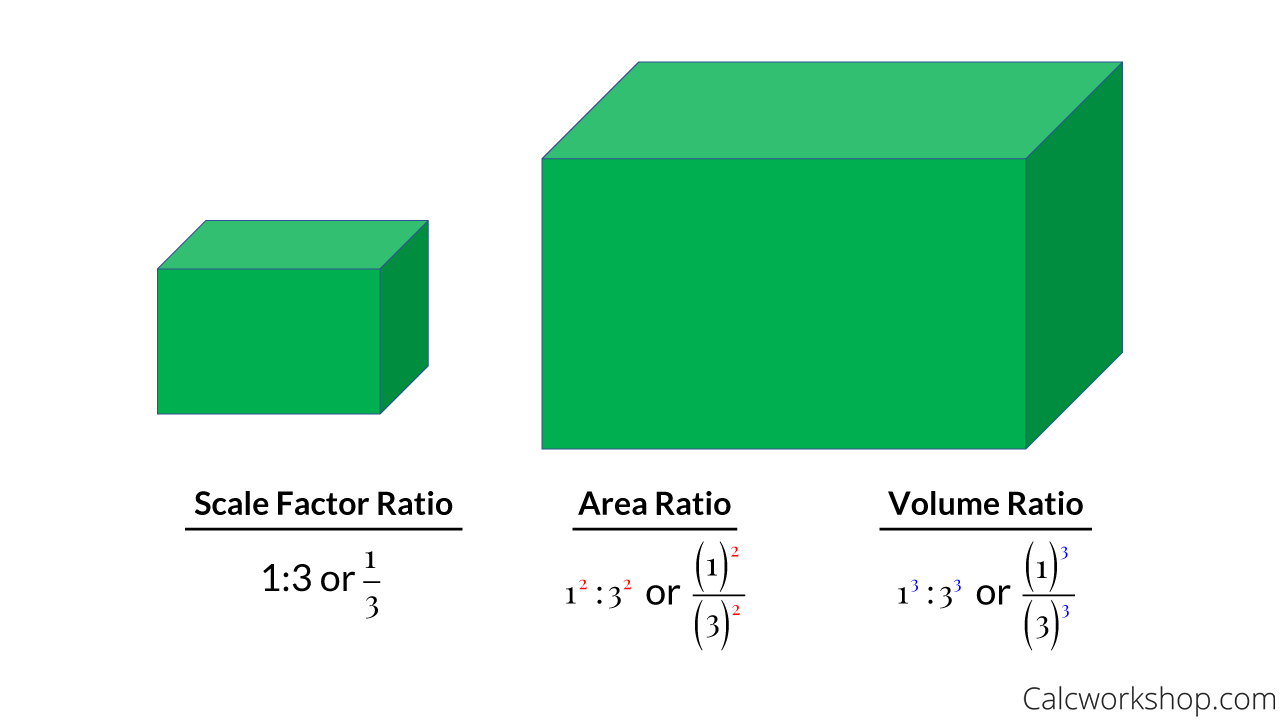 Scale Factor Ratio
1:3 or 1/3
Area Ratio
1² : 3² or (1)²/(3)²
Volume Ratio
1³ : 3³ or (1)³/(3)³
Calcworkshop.com